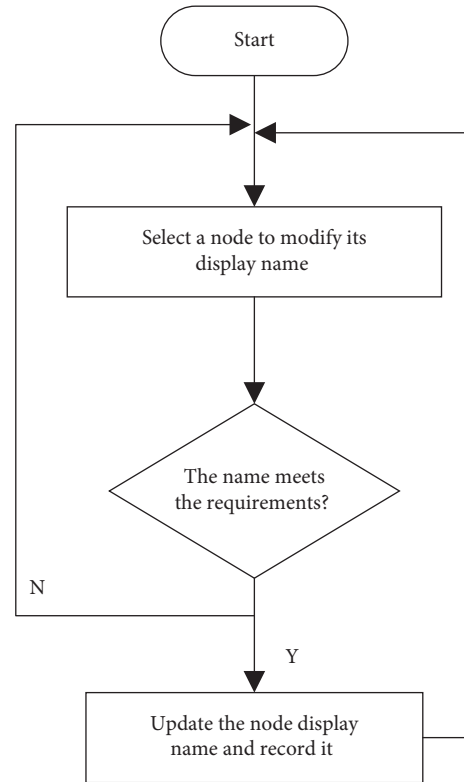 Start
Select a node to modify its
display name
The name meets
the requirements?
N
Y
Update the node display
name and record it